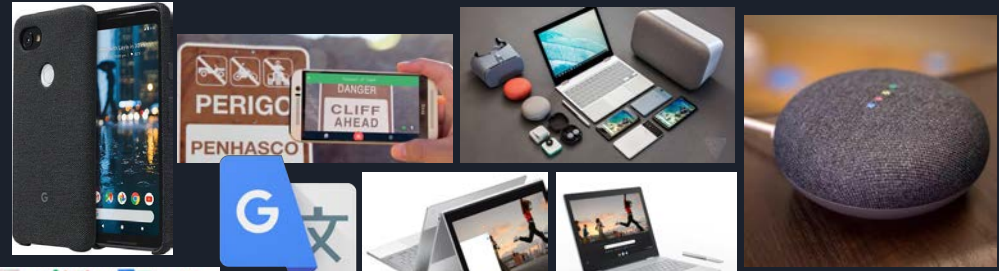 G
PERIGO
PENHASCO
DANGER
CLIFF
AHEAD
G
文